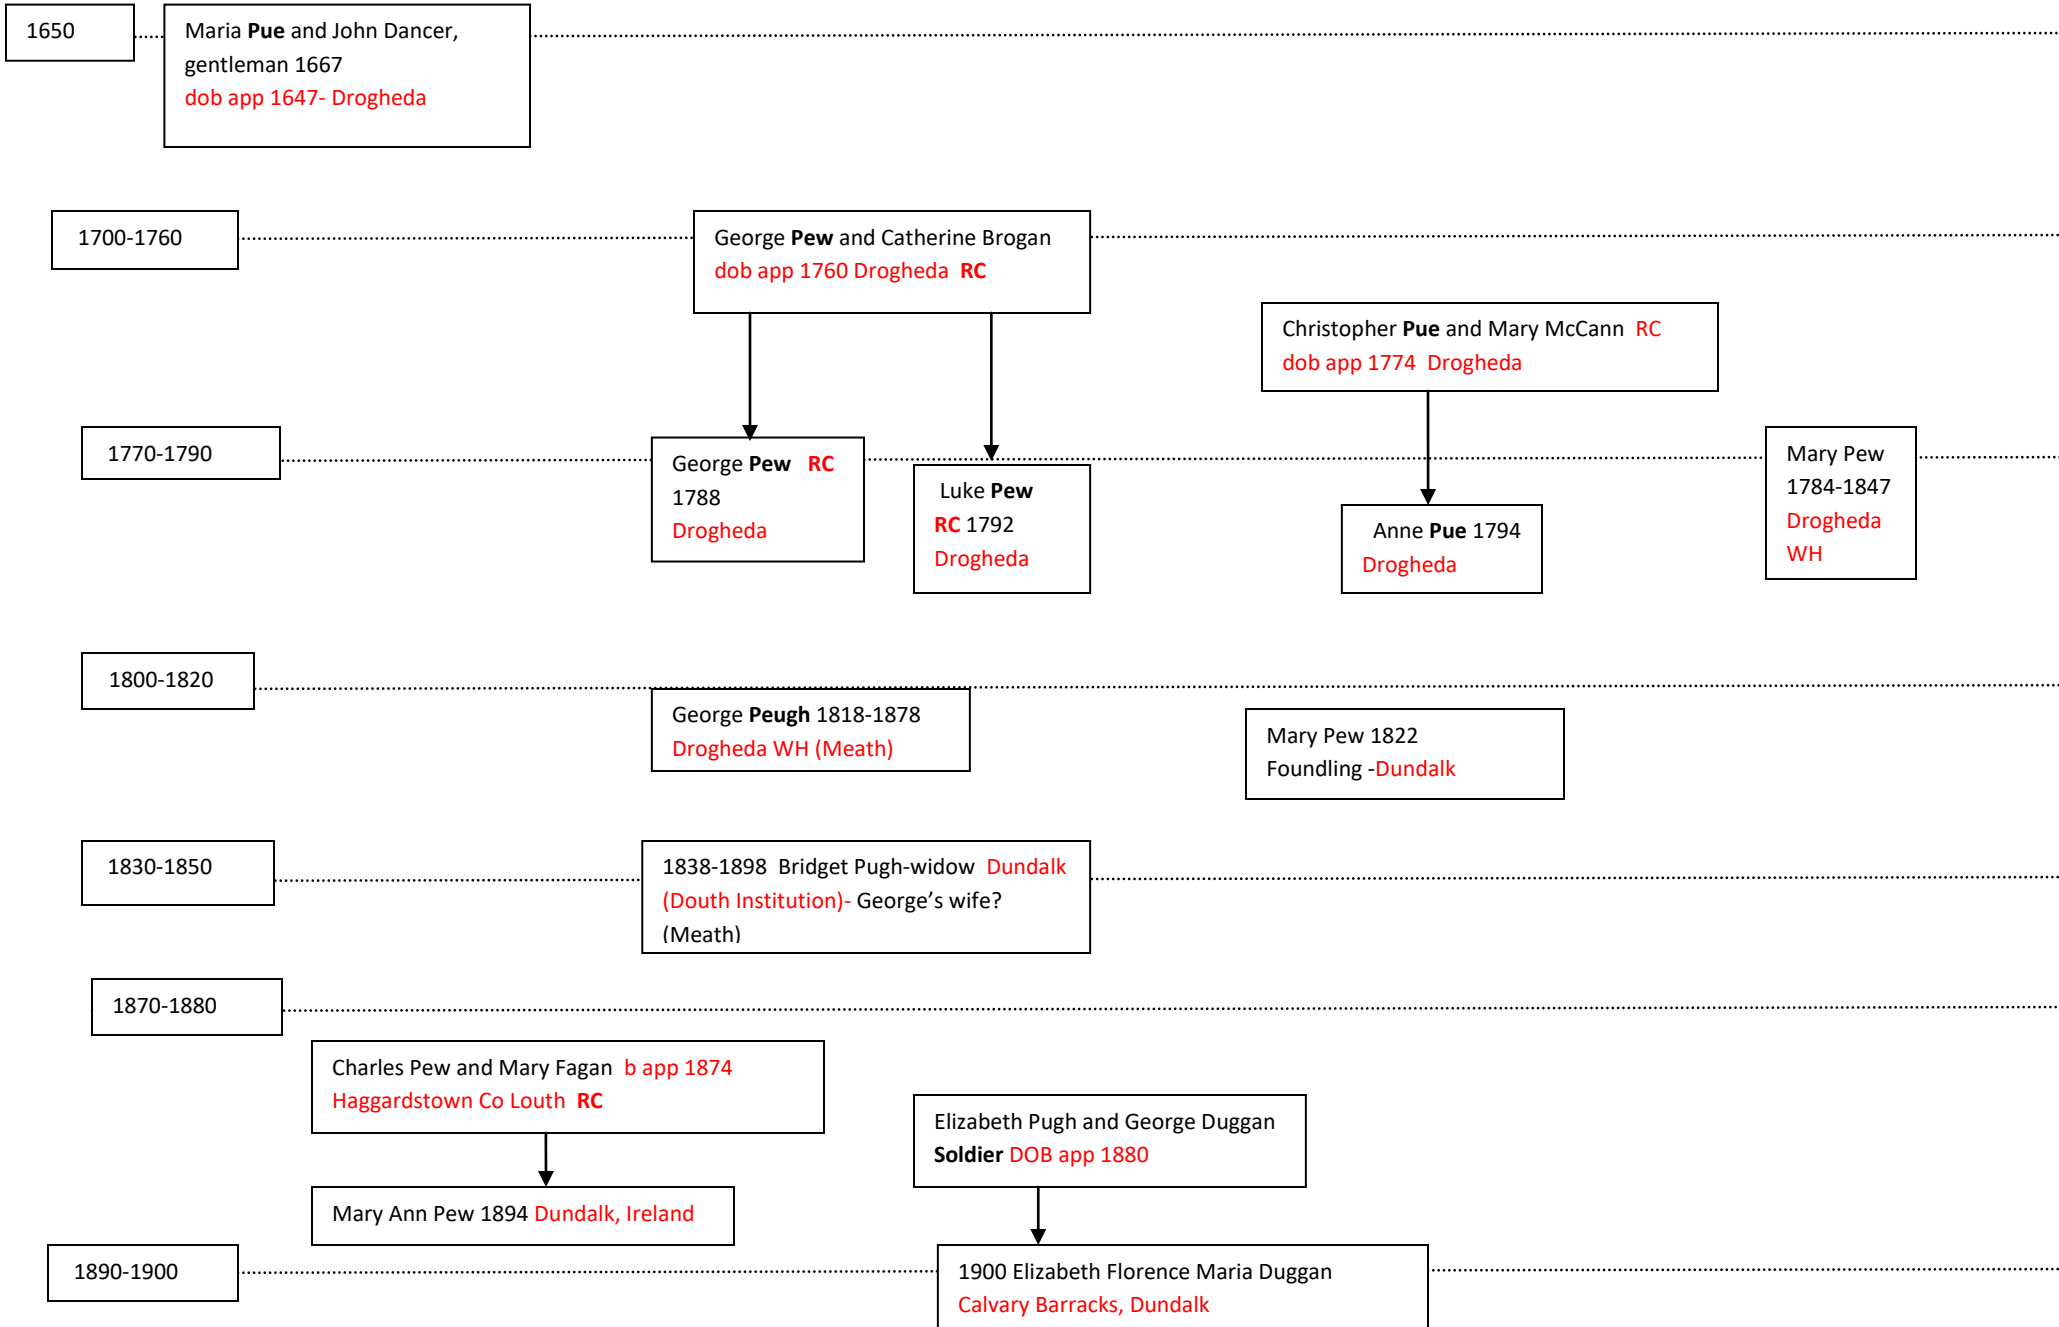 1650
Maria Pue and John Dancer,
gentleman 1667
dob app 1647- Drogheda
1700-1760
George Pew and Catherine Brogan
dob app 1760 Drogheda RC
Christopher Pue and Mary McCann RC
dob app 1774 Drogheda
1770-1790
George Pew RC
1788
Drogheda
Luke Pew
RC 1792
Drogheda
Anne Pue 1794
Drogheda
Mary Pew
1784-1847
Drogheda
WH
1800-1820
George Peugh 1818-1878
Drogheda WH (Meath)
Mary Pew 1822
Foundling -Dundalk
1830-1850
1838-1898 Bridget Pugh-widow Dundalk
(Douth Institution)- George’s wife?
(Meath)
1870-1880
Charles Pew and Mary Fagan b app 1874
Haggardstown Co Louth RC
Elizabeth Pugh and George Duggan
Soldier DOB app 1880
Mary Ann Pew 1894 Dundalk, Ireland
1890-1900
1900 Elizabeth Florence Maria Duggan
Calvary Barracks, Dundalk